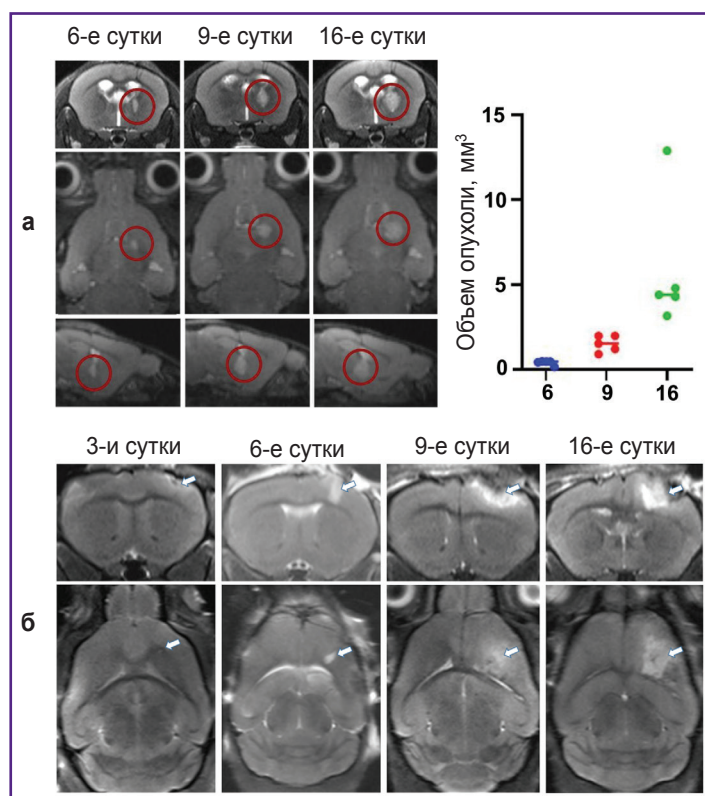 6-е сутки 9-е сутки 16-е сутки
а
Объем опухоли, мм³
15
10
5
0
6 9 16
3-и сутки 6-е сутки 9-е сутки 16-е сутки
б